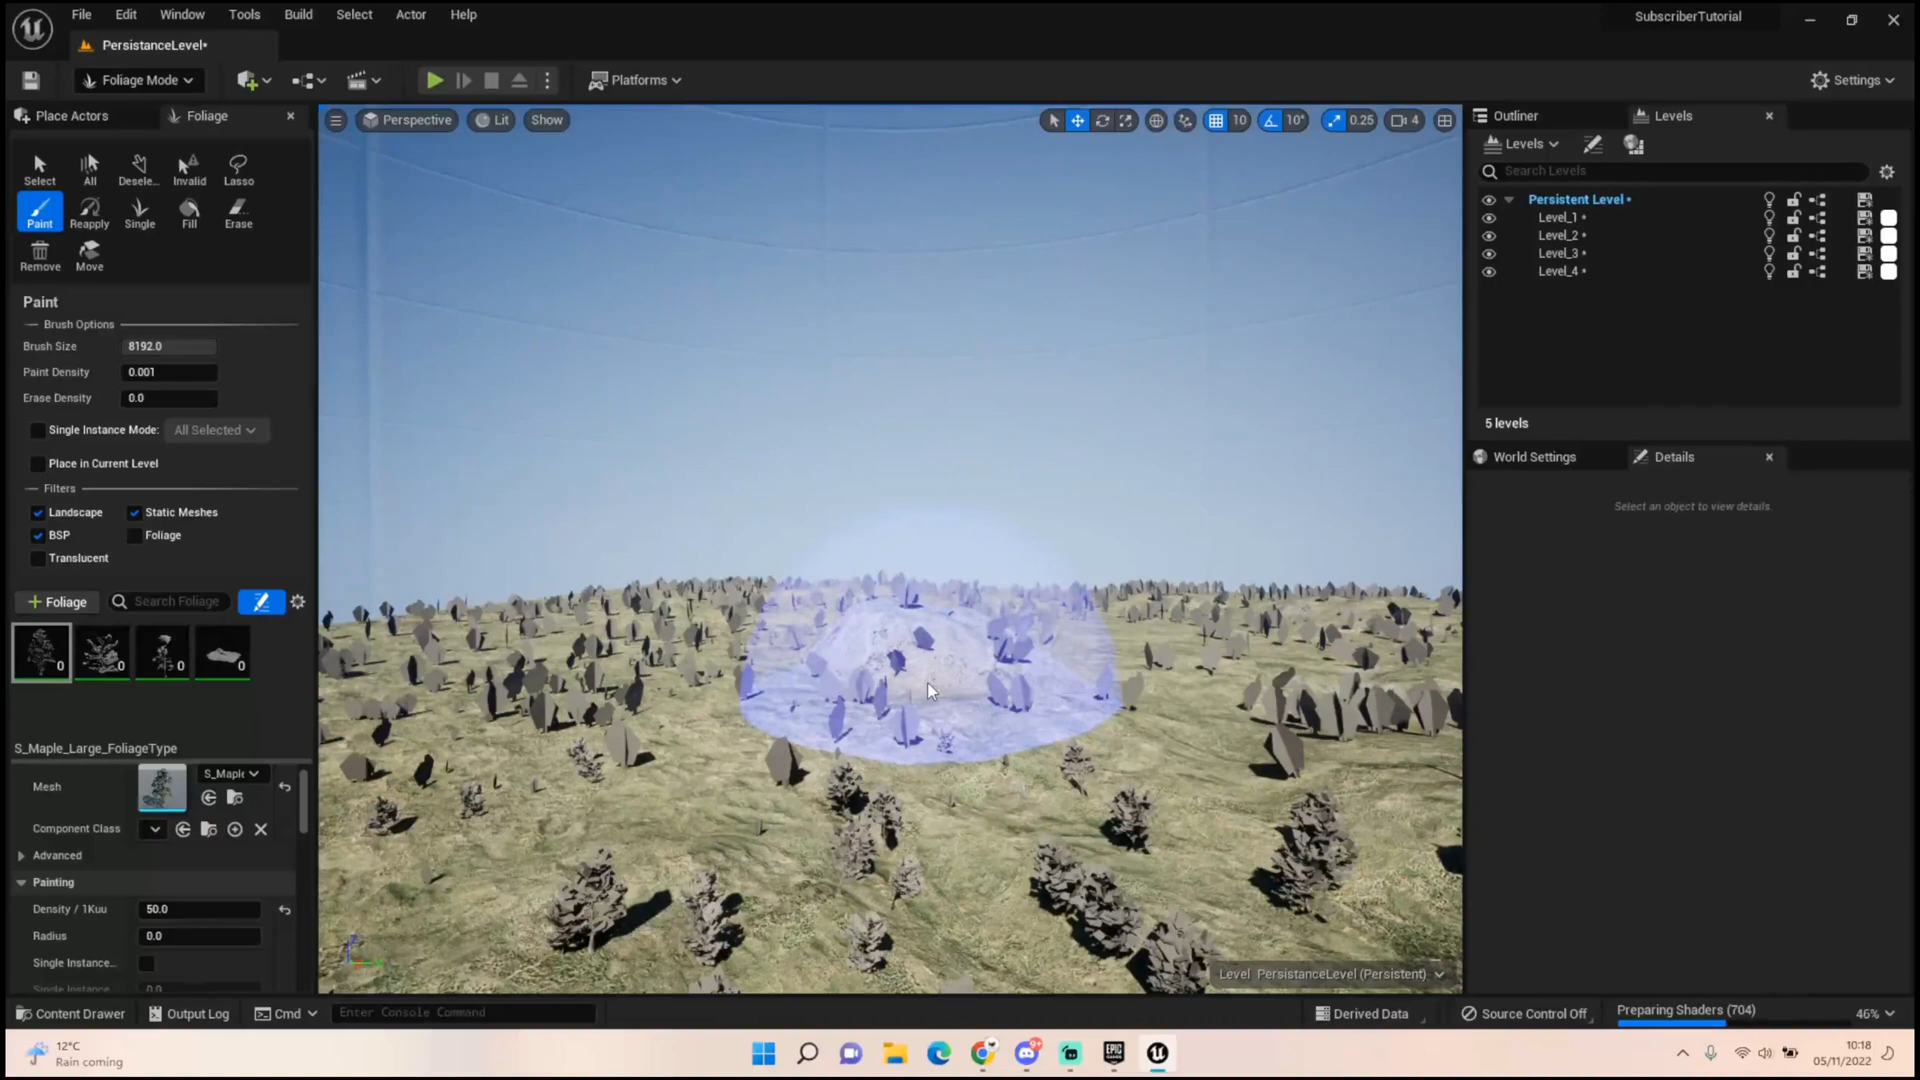 File Edit Window Tools Build Select Actor Help
SubscriberTutorial
PersistanceLevel•
Foliage Mode
Platforms
Settings
Place Actors
Foliage
Perspective
Lit
Show
10
10°
0.25
4
Outliner
Levels
Select
All
Desele...
Invalid
Lasso
Levels
Search Levels
Paint
Reapply
Single
Fill
Erase
Persistent Level •
Level_1 •
Level_2 •
Level_3 •
Level_4 •
Remove
Move
Paint
Brush Options
Brush Size 8192.0
Paint Density 0.001
Erase Density 0.0
Single Instance Mode: All Selected
5 levels
World Settings
Details
Place in Current Level
Filters
Select an object to view details.
Landscape
Static Meshes
BSP
Foliage
Translucent
+ Foliage
Search Foliage
0
0
0
0
S_Maple_Large_FoliageType
Mesh
S_Maple
Component Class
Advanced
Painting
Density / 1Kuu 50.0
Radius 0.0
Single Instance...
Single Instance 0.0
Level PersistanceLevel (Persistent)
Content Drawer
Output Log
Cmd
Enter Console Command
Derived Data
Source Control Off
Preparing Shaders (704)
46%
12°C
Rain coming
EPIC
GAMES
10:18
05/11/2022